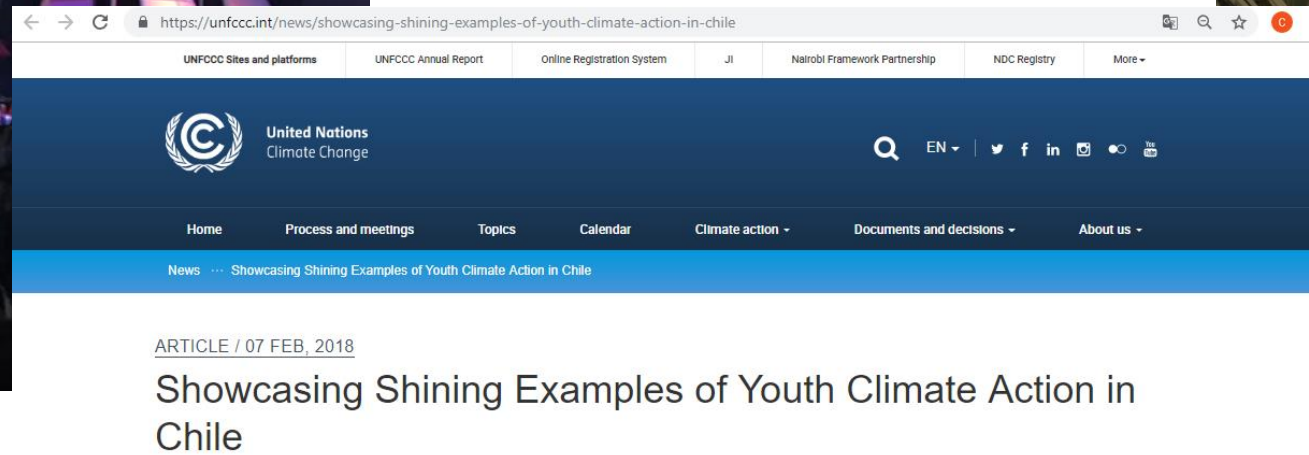 https://unfccc.int/news/showcasing-shining-examples-of-youth-climate-action-in-chile
C
UNFCCC Sites and platforms UNFCCC Annual Report Online Registration System JI Nairobi Framework Partnership NDC Registry More
United Nations
Climate Change
EN
f in You Tube
Home Process and meetings Topics Calendar Climate action Documents and decisions About us
News ··· Showcasing Shining Examples of Youth Climate Action in Chile
ARTICLE / 07 FEB, 2018
Showcasing Shining Examples of Youth Climate Action in
Chile